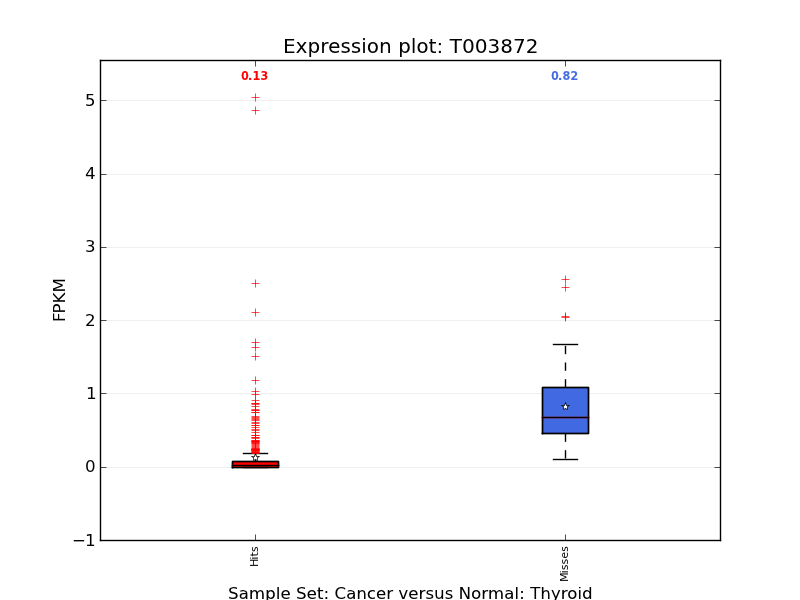 Expression plot: T003872
0.13
0.82
5
4
3
2
1
0
−1
FPKM
Hits
Misses
Sample Set: Cancer versus Normal: Thyroid